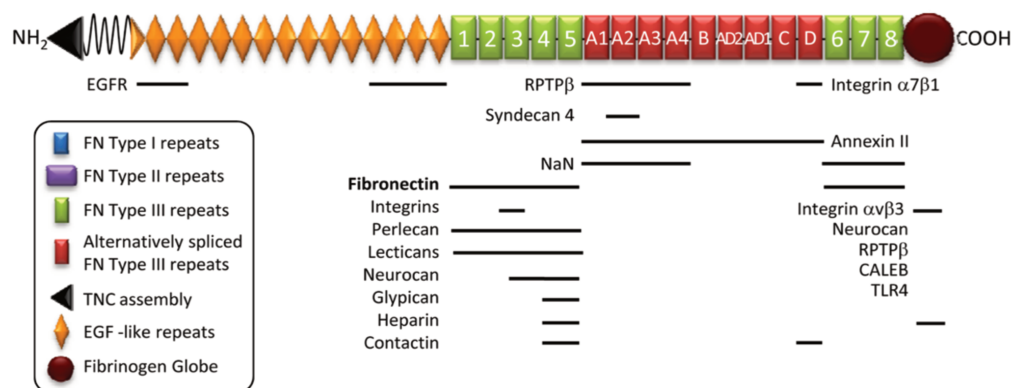 NH2
1 2 3 4 5 A1 A2 A3 A4 B AD2 AD1 C D 6 7 8
COOH
EGFR
RPTPβ
Integrin α7β1
Syndecan 4
Annexin II
NaN
Fibronectin
Integrins
Integrin αvβ3
Perlecan
Neurocan
Lecticans
RPTPβ
Neurocan
CALEB
Glypican
TLR4
Heparin
Contactin
FN Type I repeats
FN Type II repeats
FN Type III repeats
Alternatively spliced
FN Type III repeats
TNC assembly
EGF -like repeats
Fibrinogen Globe